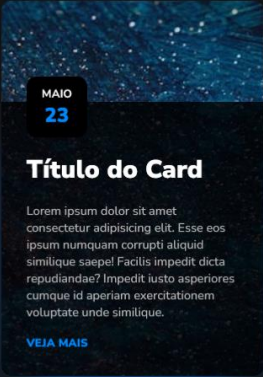 MAIO
23
Título do Card
Lorem ipsum dolor sit amet
consectetur adipisicing elit. Esse eos
ipsum numquam corrupti aliquid
similique saepe! Facilis impedit dicta
repudiandae? Impedit iusto asperiores
cumque id aperiam exercitationem
voluptate unde similique.
VEJA MAIS